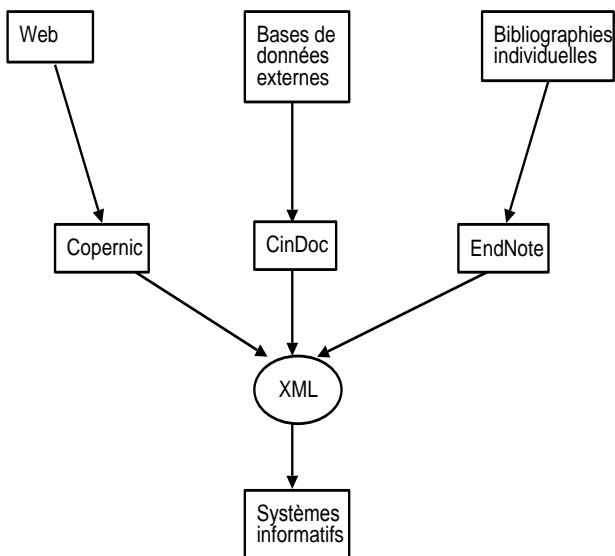 Web
Bases de
données
externes
Bibliographies
individuelles
Copernic
CinDoc
EndNote
XML
Systèmes
informatifs